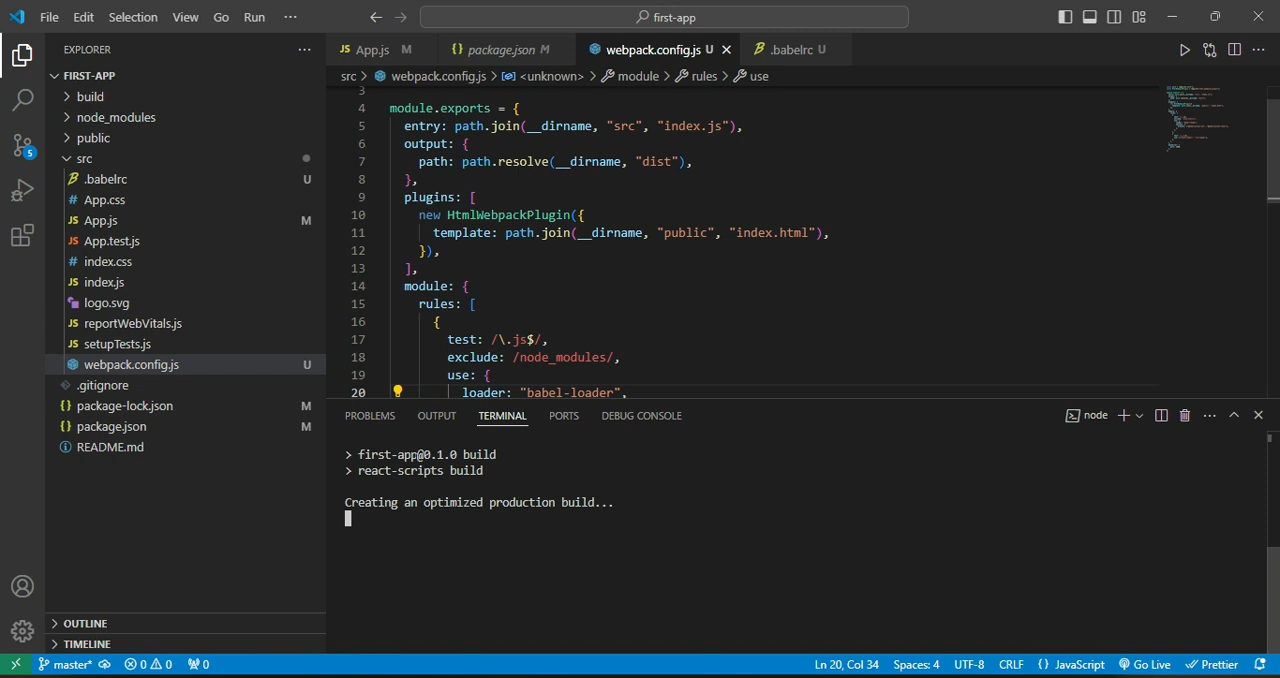 File Edit Selection View Go Run ...
first-app
EXPLORER ...
FIRST-APP
build
node_modules
public
src
.babelrc U
# App.css
JS App.js M
JS App.test.js
# index.css
JS index.js
logo.svg
JS reportWebVitals.js
JS setupTests.js
webpack.config.js U
.gitignore
{} package-lock.json M
{} package.json M
README.md
OUTLINE
TIMELINE
JS App.js M {} package.json M webpack.config.js U .babelrc U
src > webpack.config.js > <unknown> > module > rules > use
3
4 module.exports = {
5 entry: path.join(__dirname, "src", "index.js"),
6 output: {
7 path: path.resolve(__dirname, "dist"),
8 },
9 plugins: [
10 new HtmlWebpackPlugin({
11 template: path.join(__dirname, "public", "index.html"),
12 }),
13 ],
14 module: {
15 rules: [
16 {
17 test: /\.js$/,
18 exclude: /node_modules/,
19 use: {
20 loader: "babel-loader",
PROBLEMS OUTPUT TERMINAL PORTS DEBUG CONSOLE node
> first-app@0.1.0 build
> react-scripts build
Creating an optimized production build...
master* 0 0 0 Ln 20, Col 34 Spaces: 4 UTF-8 CRLF {} JavaScript Go Live Prettier
5